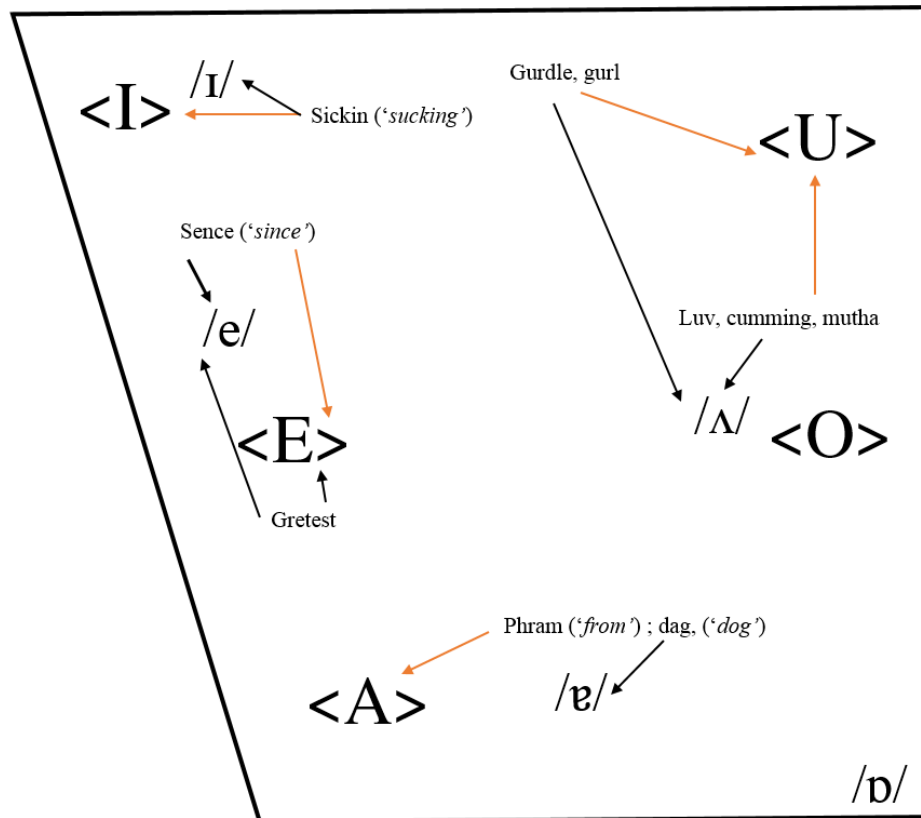 /ɪ/
<I>
Sickin (‘sucking’)
Gurdle, gurl
<U>
Sence (‘since’)
/e/
Luv, cumming, mutha
/ʌ/
<O>
<E>
Gretest
Phram (‘from’) ; dag, (‘dog’)
<A>
/ɐ/
/ɒ/